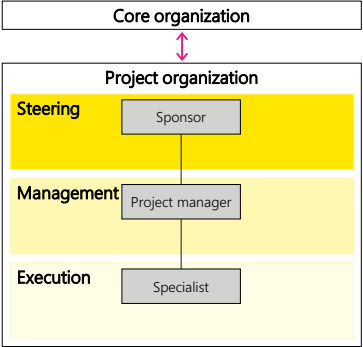 Core organization
Project organization
Steering
Sponsor
Management
Project manager
Execution
Specialist